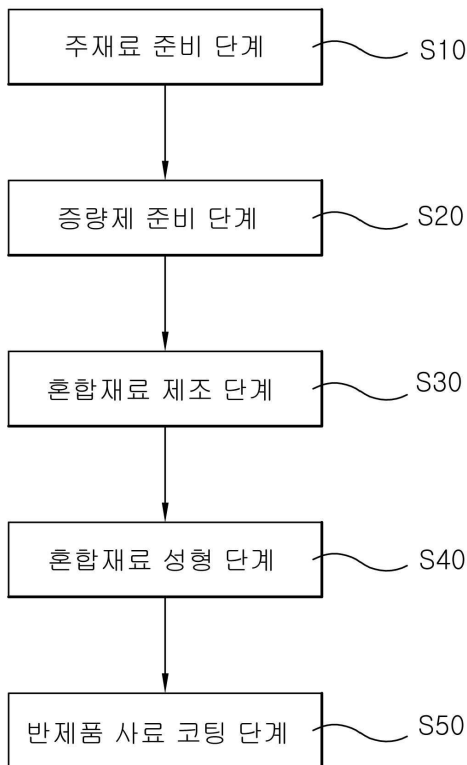 주재료 준비 단계 S10
증량제 준비 단계 S20
혼합재료 제조 단계 S30
혼합재료 성형 단계 S40
반제품 사료 코팅 단계 S50